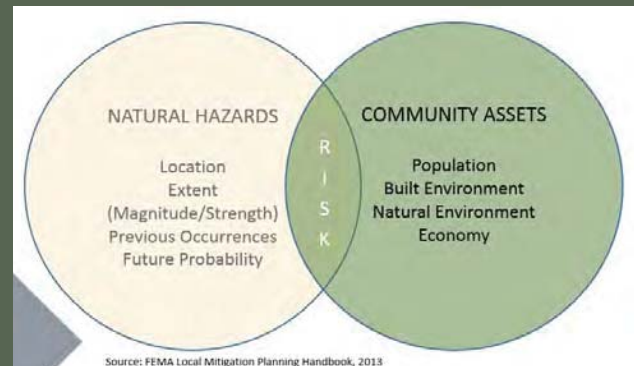 NATURAL HAZARDS
Location
Extent
(Magnitude/Strength)
Previous Occurrences
Future Probability
R
I
S
K
COMMUNITY ASSETS
Population
Built Environment
Natural Environment
Economy
Source: FEMA Local Mitigation Planning Handbook, 2013